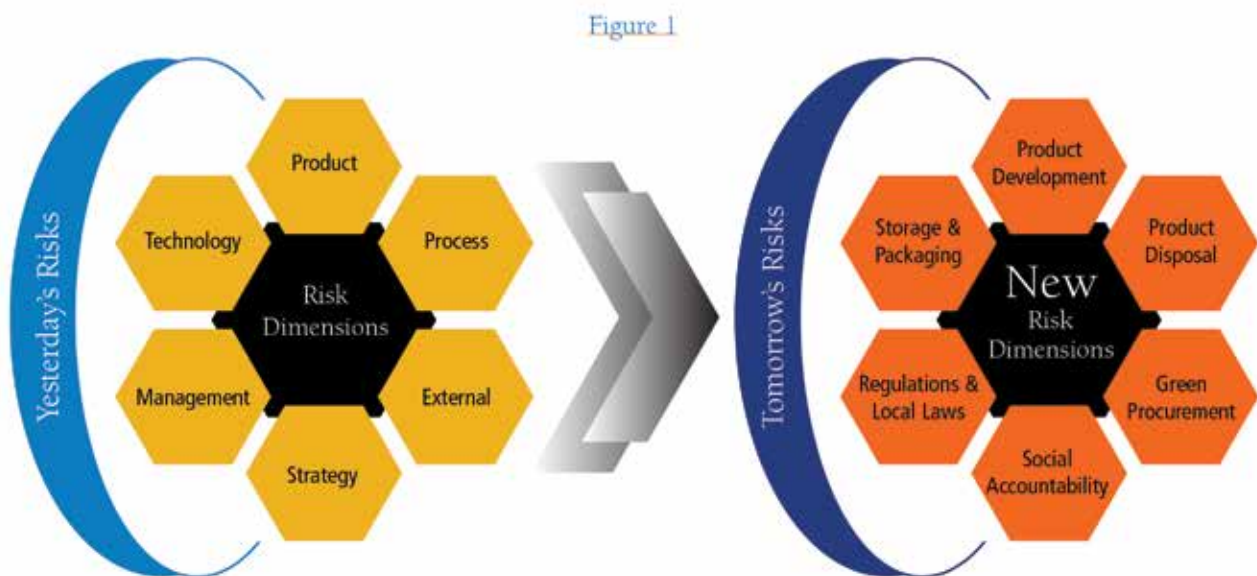 Figure 1
Yesterday's Risks
Product
Technology
Process
Risk
Dimensions
Management
External
Strategy
Tomorrow's Risks
Product
Development
Storage &
Packaging
Product
Disposal
New
Risk
Dimensions
Regulations &
Local Laws
Green
Procurement
Social
Accountability